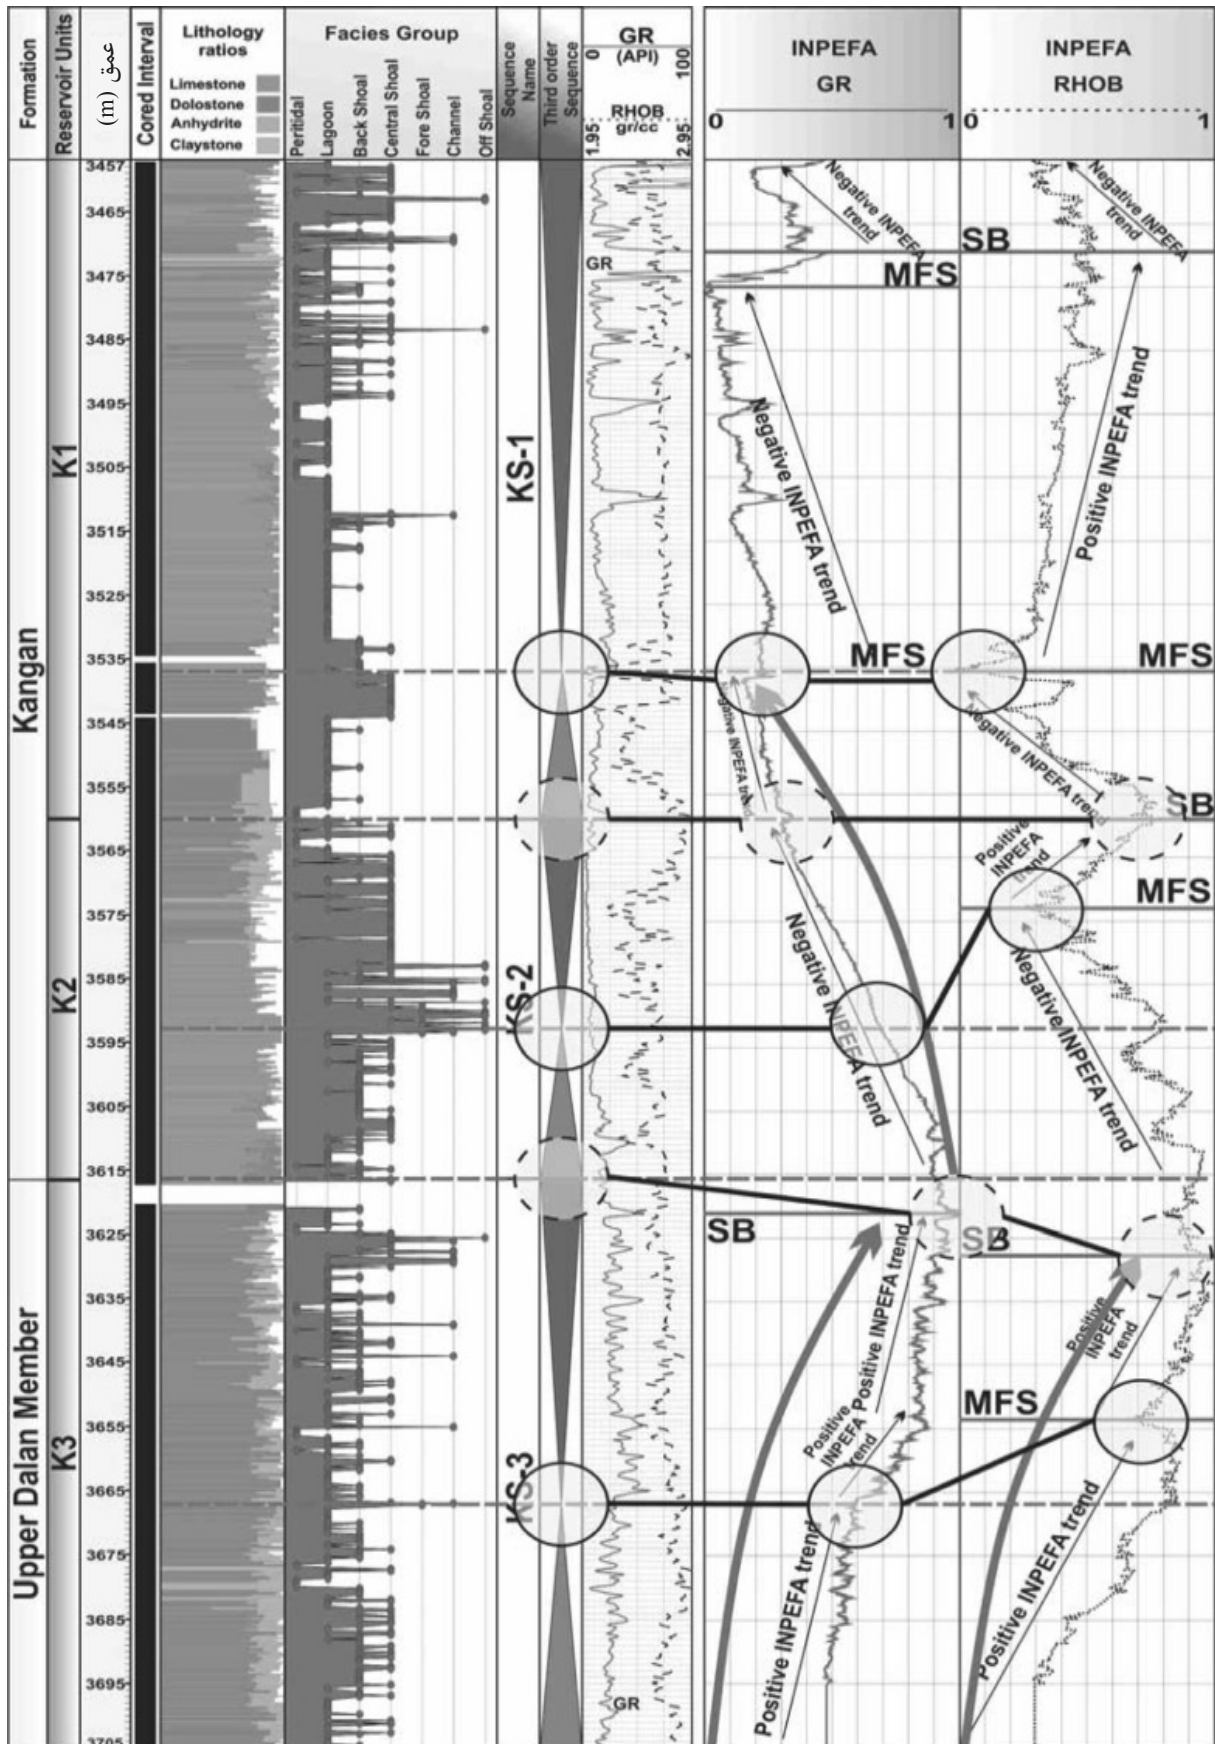 Formation
Reservoir Units
عمق (m)
Cored Interval
Lithology
ratios
Limestone
Dolostone
Anhydrite
Claystone
Facies Group
Peritidal
Lagoon
Back Shoal
Central Shoal
Fore Shoal
Channel
Off Shoal
Sequence
Name
Third order
Sequence
GR
(API)
0 100
RHOB
gr/cc
1.95 2.95
INPEFA
GR
0 1
INPEFA
RHOB
0 1
Kangan
Upper Dalan Member
K1
K2
K3
3457
3465
3475
3485
3495
3505
3515
3525
3535
3545
3555
3565
3575
3585
3595
3605
3615
3625
3635
3645
3655
3665
3675
3685
3695
3705
KS-1
KS-2
KS-3
GR
GR
Negative INPEFA
trend
MFS
Negative INPEFA trend
MFS
Negative INPEFA trend
Negative INPEFA trend
SB
Positive INPEFA trend
Positive
INPEFA
trend
Positive INPEFA trend
Negative INPEFA
trend
SB
Positive INPEFA trend
MFS
Negative INPEFA trend
SB
Positive
INPEFA
trend
MFS
Negative INPEFA trend
SB
Positive
INPEFA
trend
MFS
Positive INPEFA trend